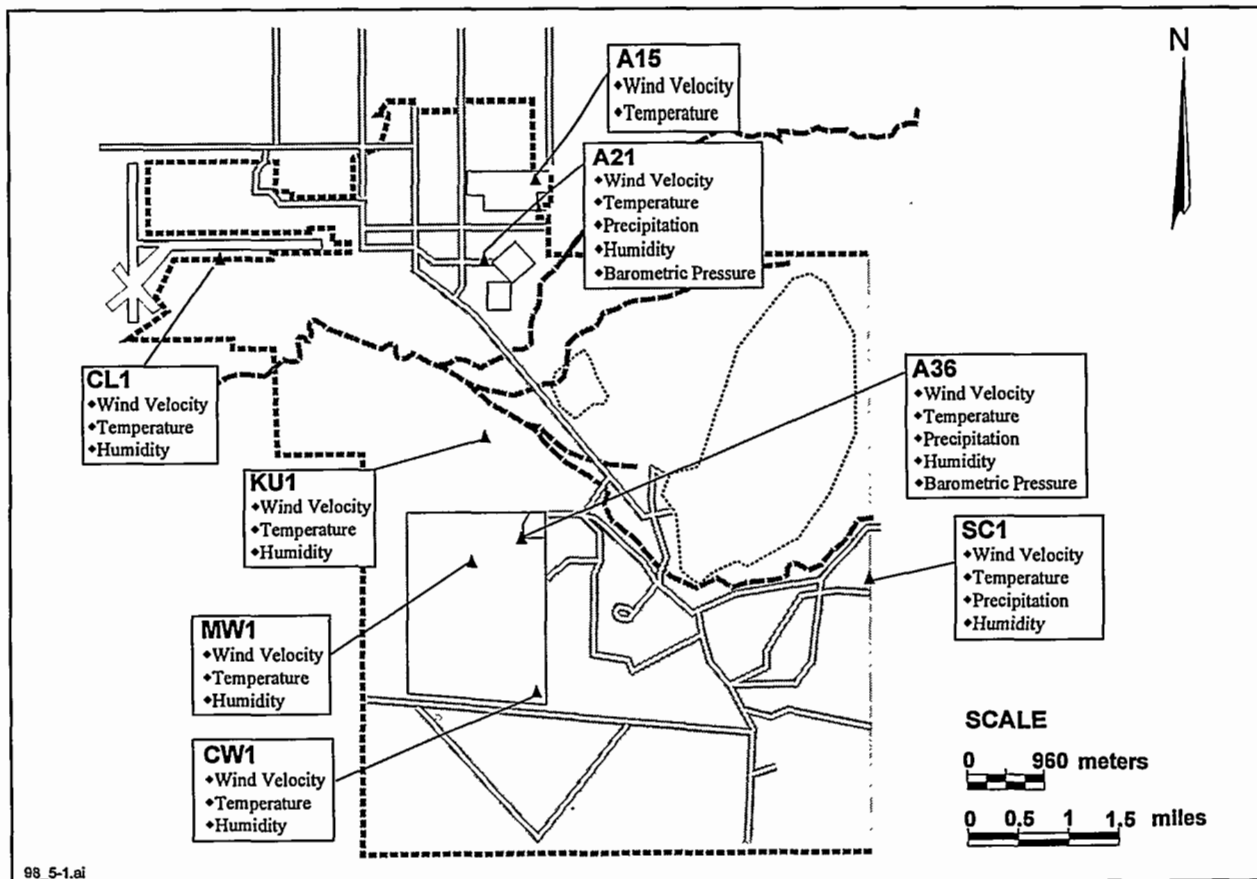 N
A15
◆Wind Velocity
◆Temperature
A21
◆Wind Velocity
◆Temperature
◆Precipitation
◆Humidity
◆Barometric Pressure
CL1
◆Wind Velocity
◆Temperature
◆Humidity
A36
◆Wind Velocity
◆Temperature
◆Precipitation
◆Humidity
◆Barometric Pressure
KU1
◆Wind Velocity
◆Temperature
◆Humidity
SC1
◆Wind Velocity
◆Temperature
◆Precipitation
◆Humidity
MW1
◆Wind Velocity
◆Temperature
◆Humidity
CW1
◆Wind Velocity
◆Temperature
◆Humidity
SCALE
0 960 meters
0 0.5 1 1.5 miles
98_5-1.ai